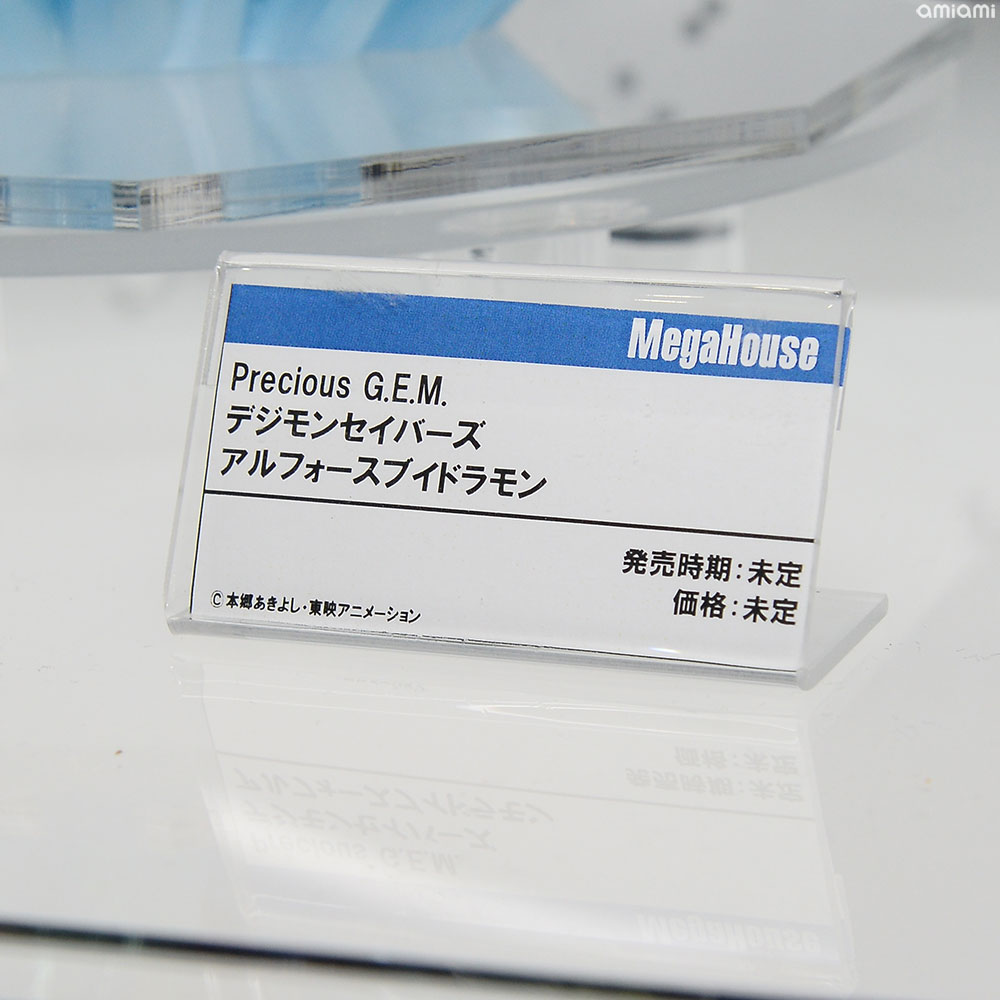 amiami
MegaHouse
Precious G.E.M.
デジモンセイバーズ
アルフォースブイドラモン
発売時期：未定
価格：未定
© 本郷あきよし・東映アニメーション